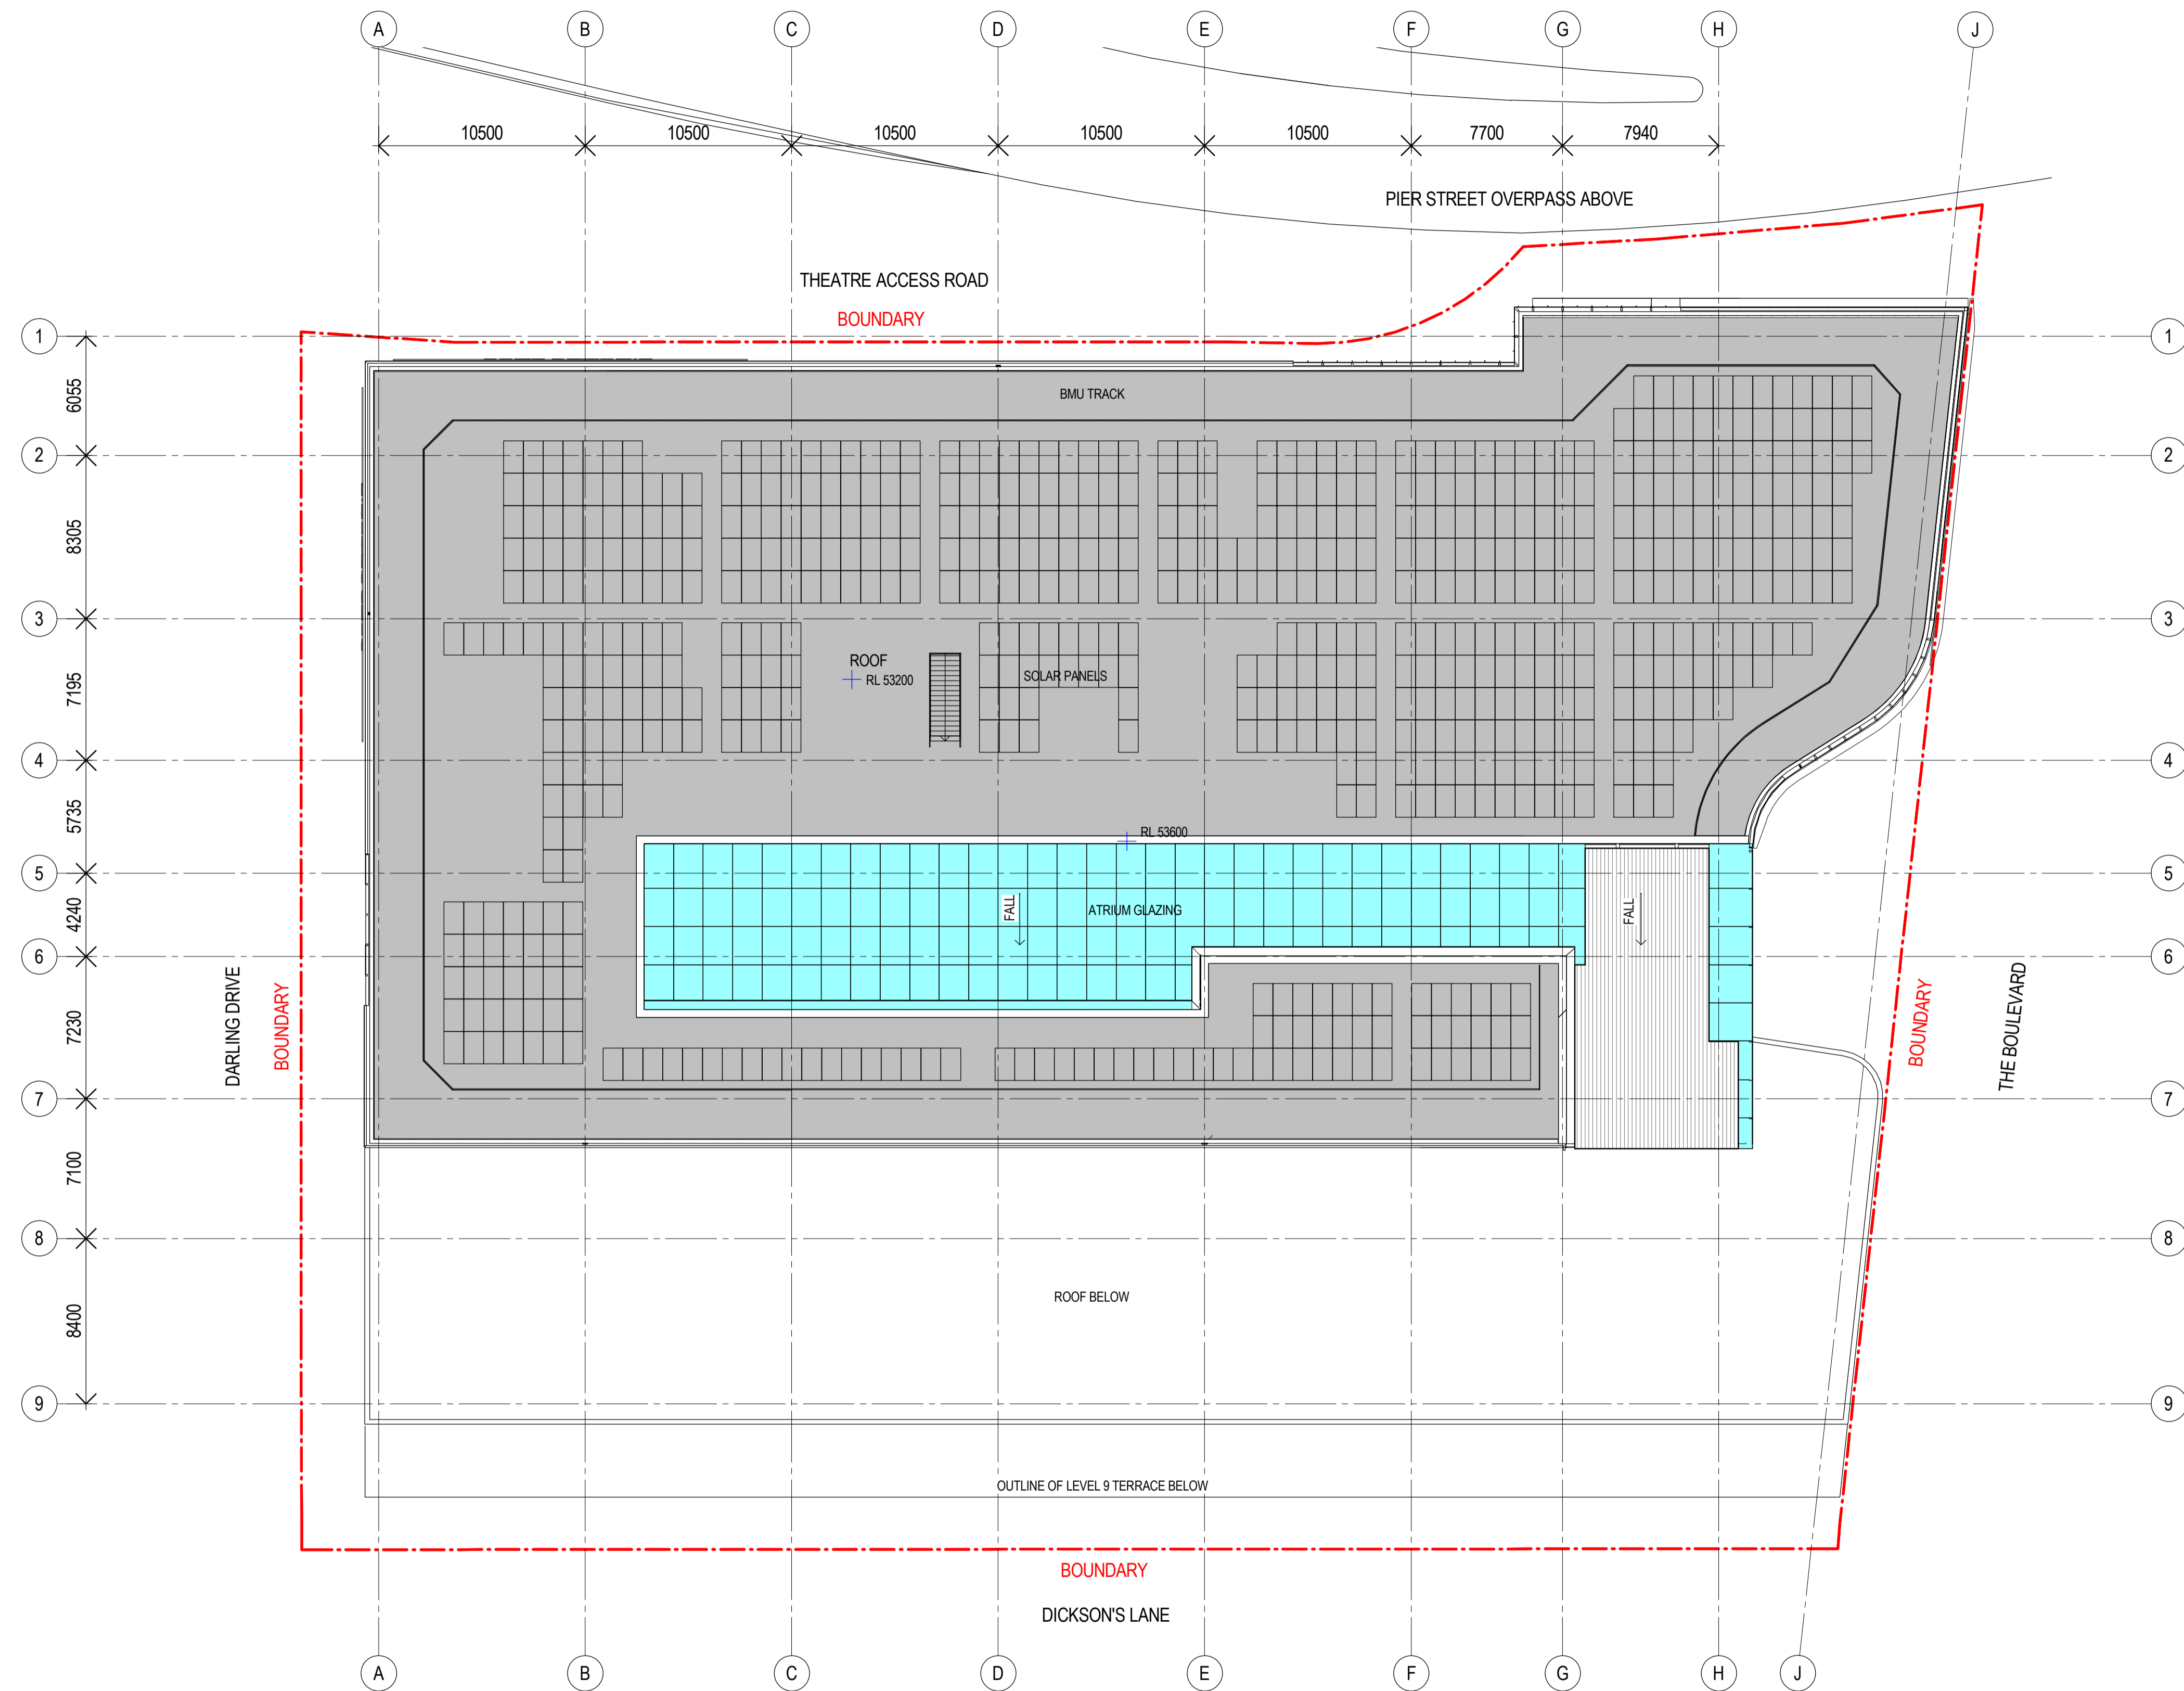 A B C D E F G H J
10500 10500 10500 10500 10500 7700 7940
PIER STREET OVERPASS ABOVE
THEATRE ACCESS ROAD
BOUNDARY
1 1
6055
BMU TRACK
2 2
8305
3 3
7195
ROOF
RL 53200
SOLAR PANELS
4 4
5735
RL 53600
5 5
4240
FALL
ATRIUM GLAZING
FALL
6 6
DARLING DRIVE
BOUNDARY
7230
BOUNDARY
THE BOULEVARD
7 7
7100
8 8
ROOF BELOW
8400
9 9
OUTLINE OF LEVEL 9 TERRACE BELOW
BOUNDARY
DICKSON'S LANE
A B C D E F G H J